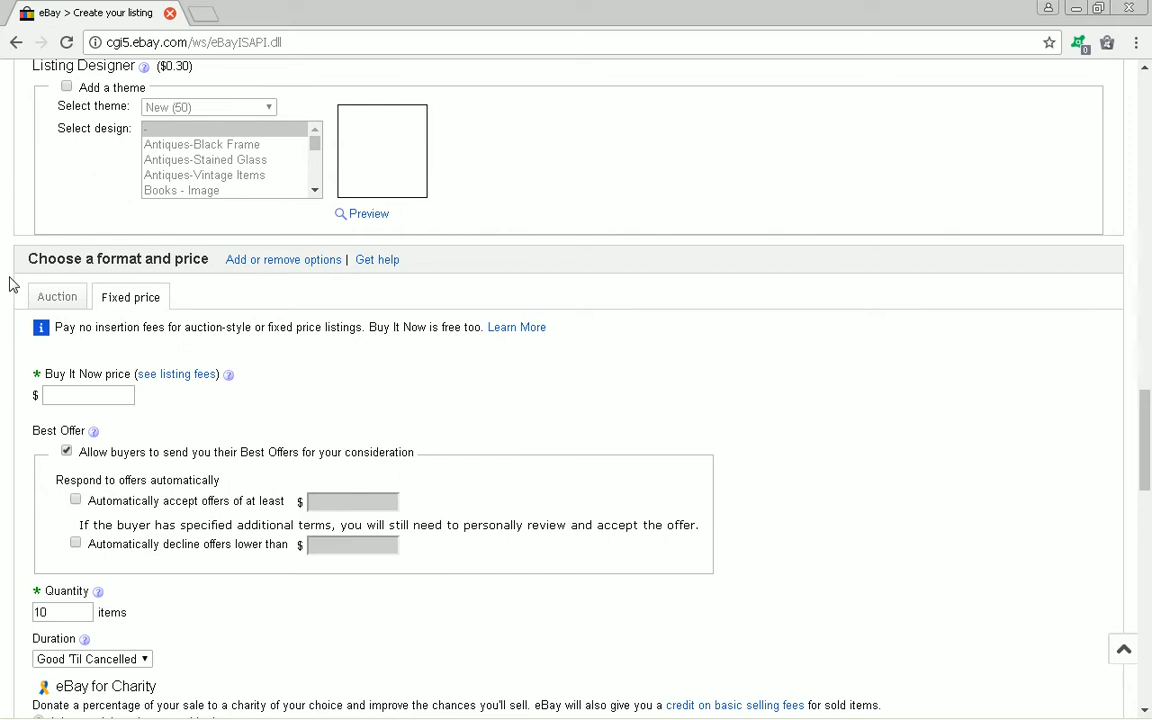 eBay > Create your listing
cgi5.ebay.com/ws/eBayISAPI.dll
0
Listing Designer ($0.30)
Add a theme
Select theme: New (50)
Select design: -
Antiques-Black Frame
Antiques-Stained Glass
Antiques-Vintage Items
Books - Image
Preview
Choose a format and price Add or remove options | Get help
Auction Fixed price
i Pay no insertion fees for auction-style or fixed price listings. Buy It Now is free too. Learn More
* Buy It Now price (see listing fees) ?
$
Best Offer ?
Allow buyers to send you their Best Offers for your consideration
Respond to offers automatically
Automatically accept offers of at least $
If the buyer has specified additional terms, you will still need to personally review and accept the offer.
Automatically decline offers lower than $
* Quantity ?
10 items
Duration ?
Good 'Til Cancelled
eBay for Charity
Donate a percentage of your sale to a charity of your choice and improve the chances you'll sell. eBay will also give you a credit on basic selling fees for sold items.